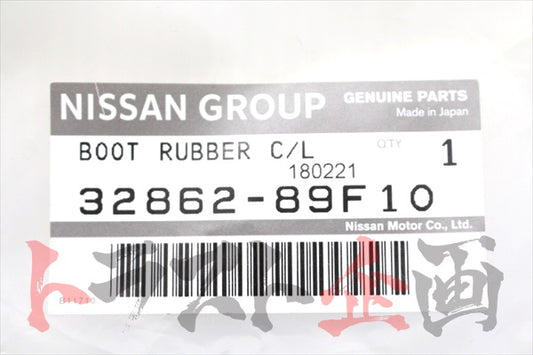 NISSAN GROUP
GENUINE PARTS
Made in Japan
BOOT RUBBER C/L
QTY 1
180221
32862-89F10
Nissan Motor Co., Ltd.
トラスト企画